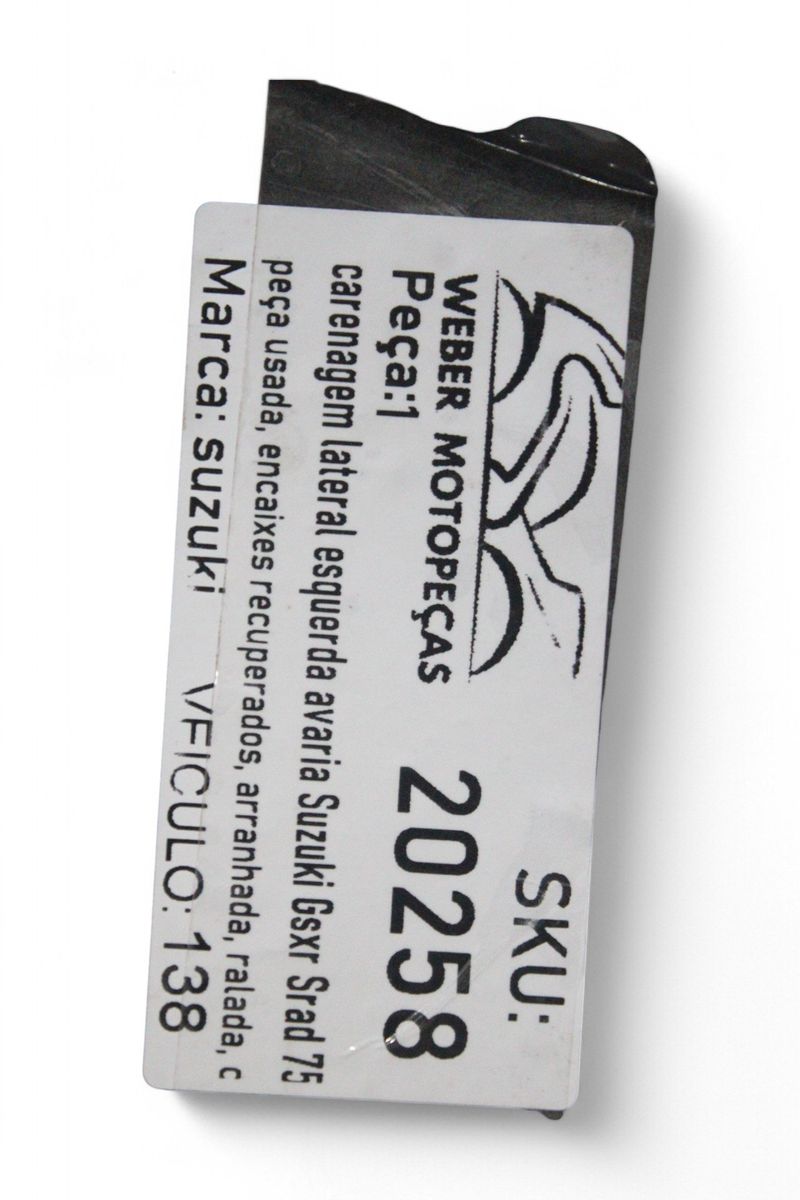 WEBER MOTOPEÇAS
SKU:
Peça:1
20258
carenagem lateral esquerda avaria Suzuki Gsxr Srad 75
peça usada, encaixes recuperados, arranhada, ralada, c
Marca: suzuki VEICULO: 138